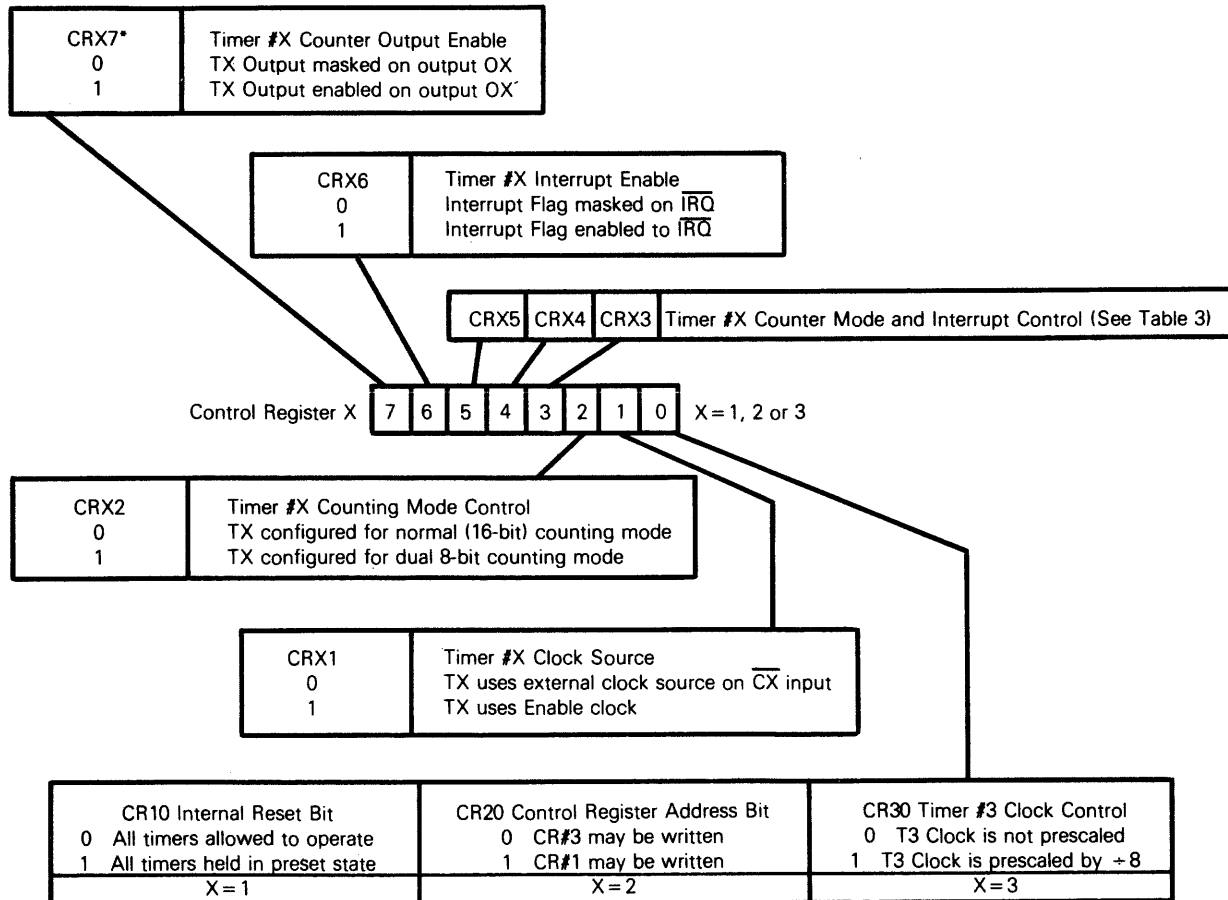 CRX7* Timer #X Counter Output Enable
0 TX Output masked on output OX
1 TX Output enabled on output OX´
CRX6 Timer #X Interrupt Enable
0 Interrupt Flag masked on I̅R̅Q̅
1 Interrupt Flag enabled to I̅R̅Q̅
CRX5 CRX4 CRX3 Timer #X Counter Mode and Interrupt Control (See Table 3)
Control Register X 7 6 5 4 3 2 1 0 X = 1, 2 or 3
CRX2 Timer #X Counting Mode Control
0 TX configured for normal (16-bit) counting mode
1 TX configured for dual 8-bit counting mode
CRX1 Timer #X Clock Source
0 TX uses external clock source on C̅X̅ input
1 TX uses Enable clock
CR10 Internal Reset Bit
0 All timers allowed to operate
1 All timers held in preset state
X = 1
CR20 Control Register Address Bit
0 CR#3 may be written
1 CR#1 may be written
X = 2
CR30 Timer #3 Clock Control
0 T3 Clock is not prescaled
1 T3 Clock is prescaled by ÷8
X = 3